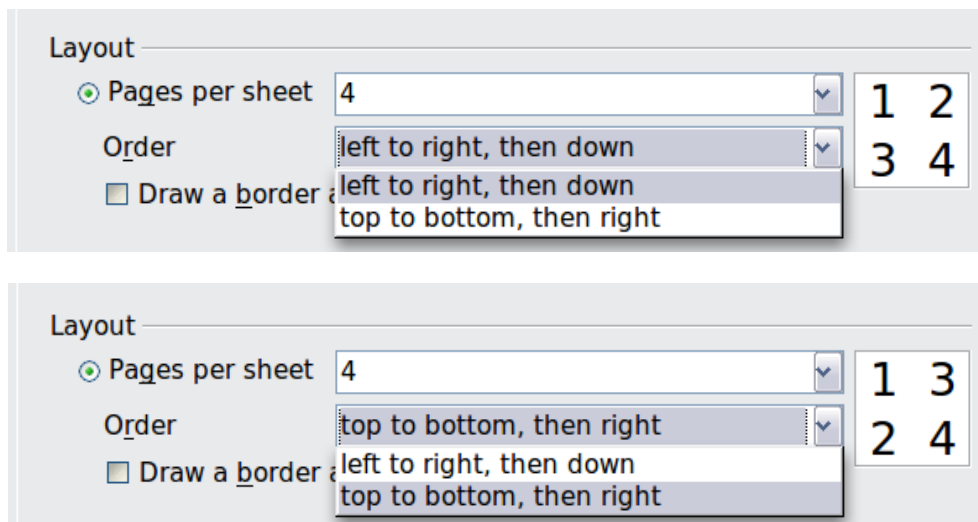 Layout
Pages per sheet 4
1 2
Order left to right, then down
3 4
left to right, then down
Draw a border a
top to bottom, then right
Layout
Pages per sheet 4
1 3
Order top to bottom, then right
2 4
left to right, then down
Draw a border a
top to bottom, then right